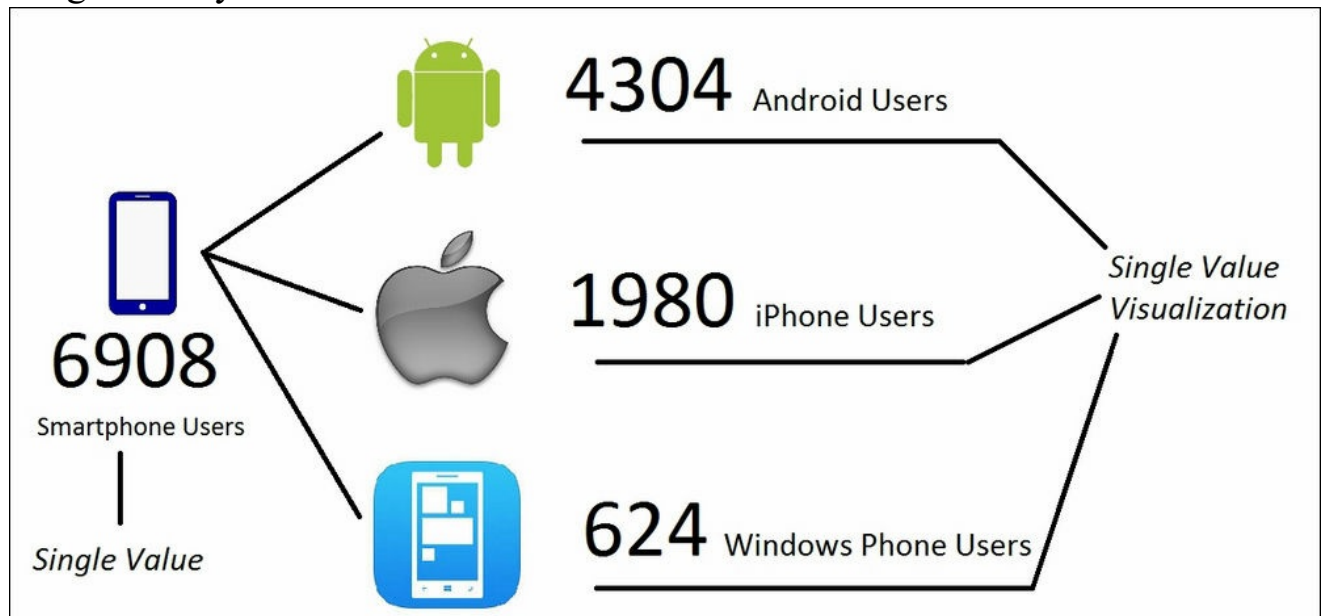 4304 Android Users
1980 iPhone Users
Single Value
Visualization
6908
Smartphone Users
Single Value
624 Windows Phone Users